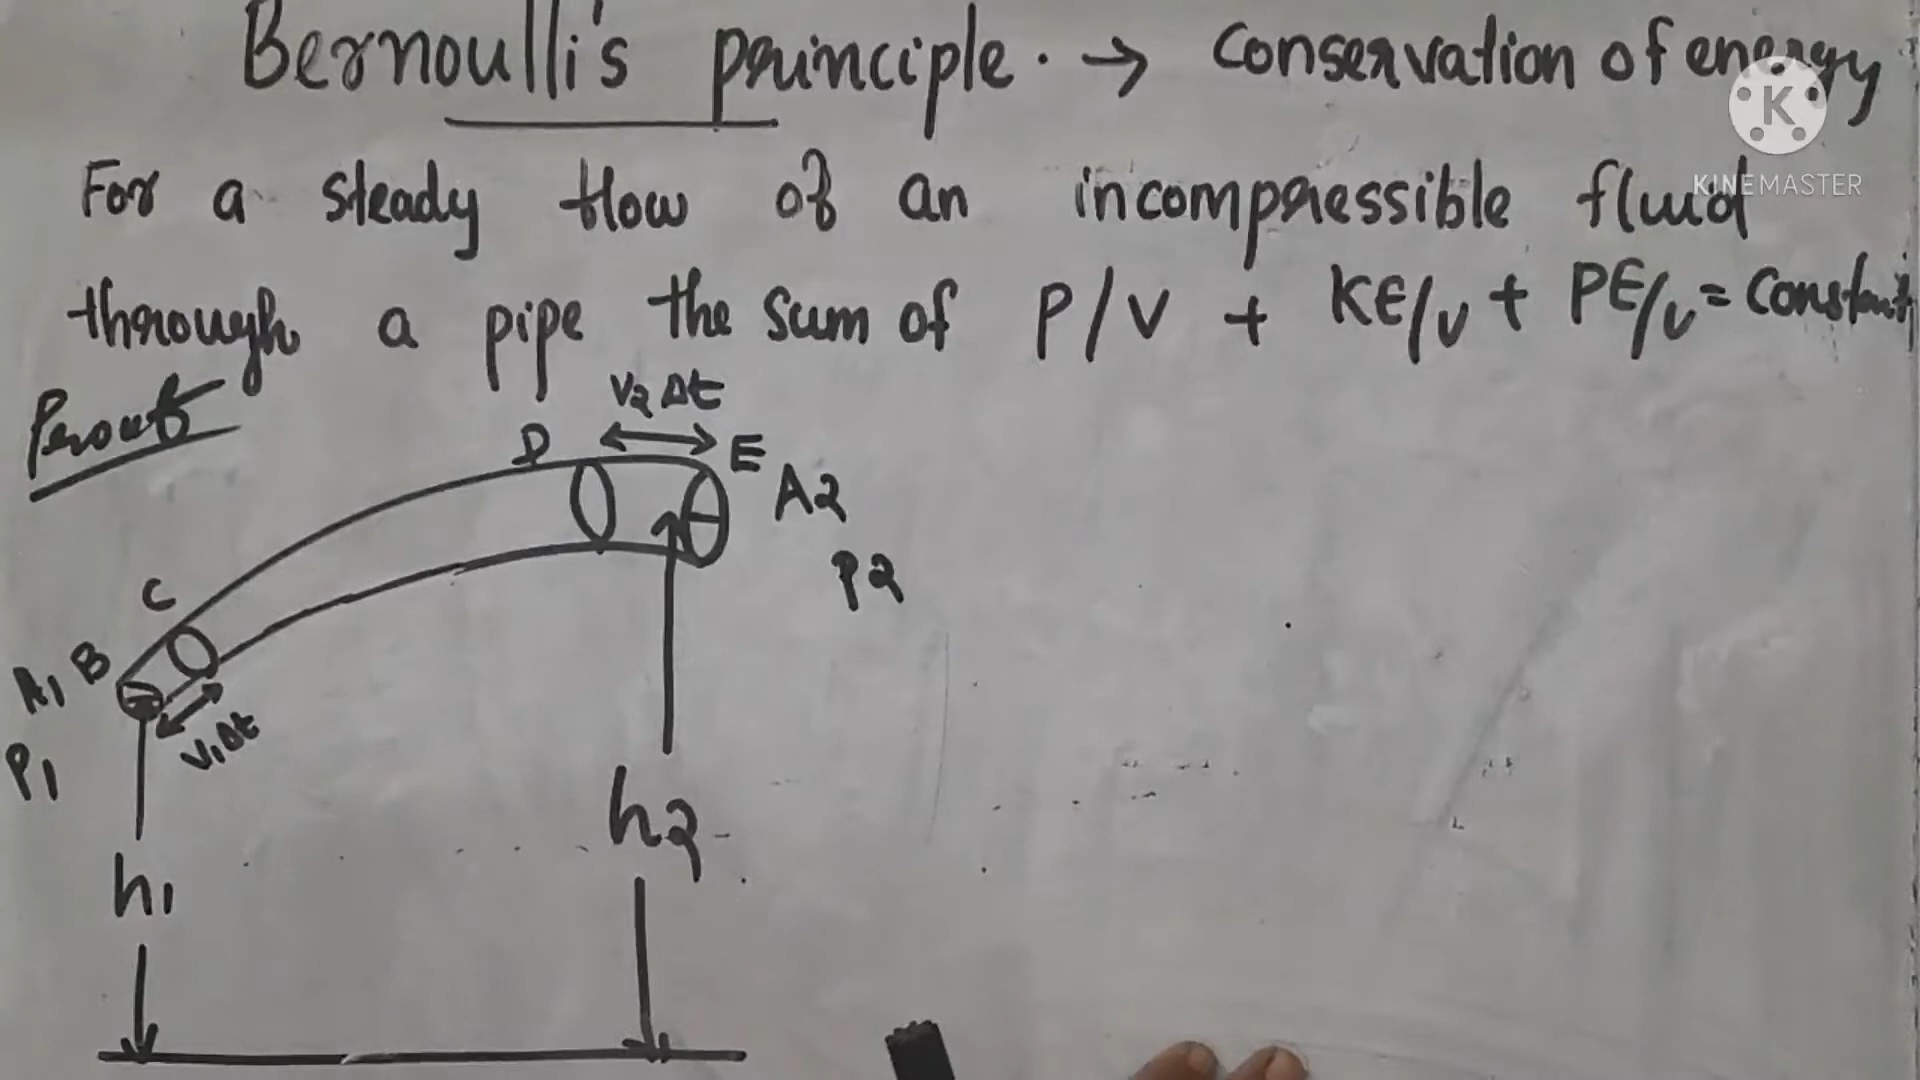 Bernoulli's principle. → Conservation of energy
K
KINEMASTER
For a steady flow of an incompressible fluid
through a pipe the sum of P/V + KE/V + PE/V = Constant
Proof
V2 Δt
D
E
A2
P2
C
B
A1
V1Δt
P1
h2
h1